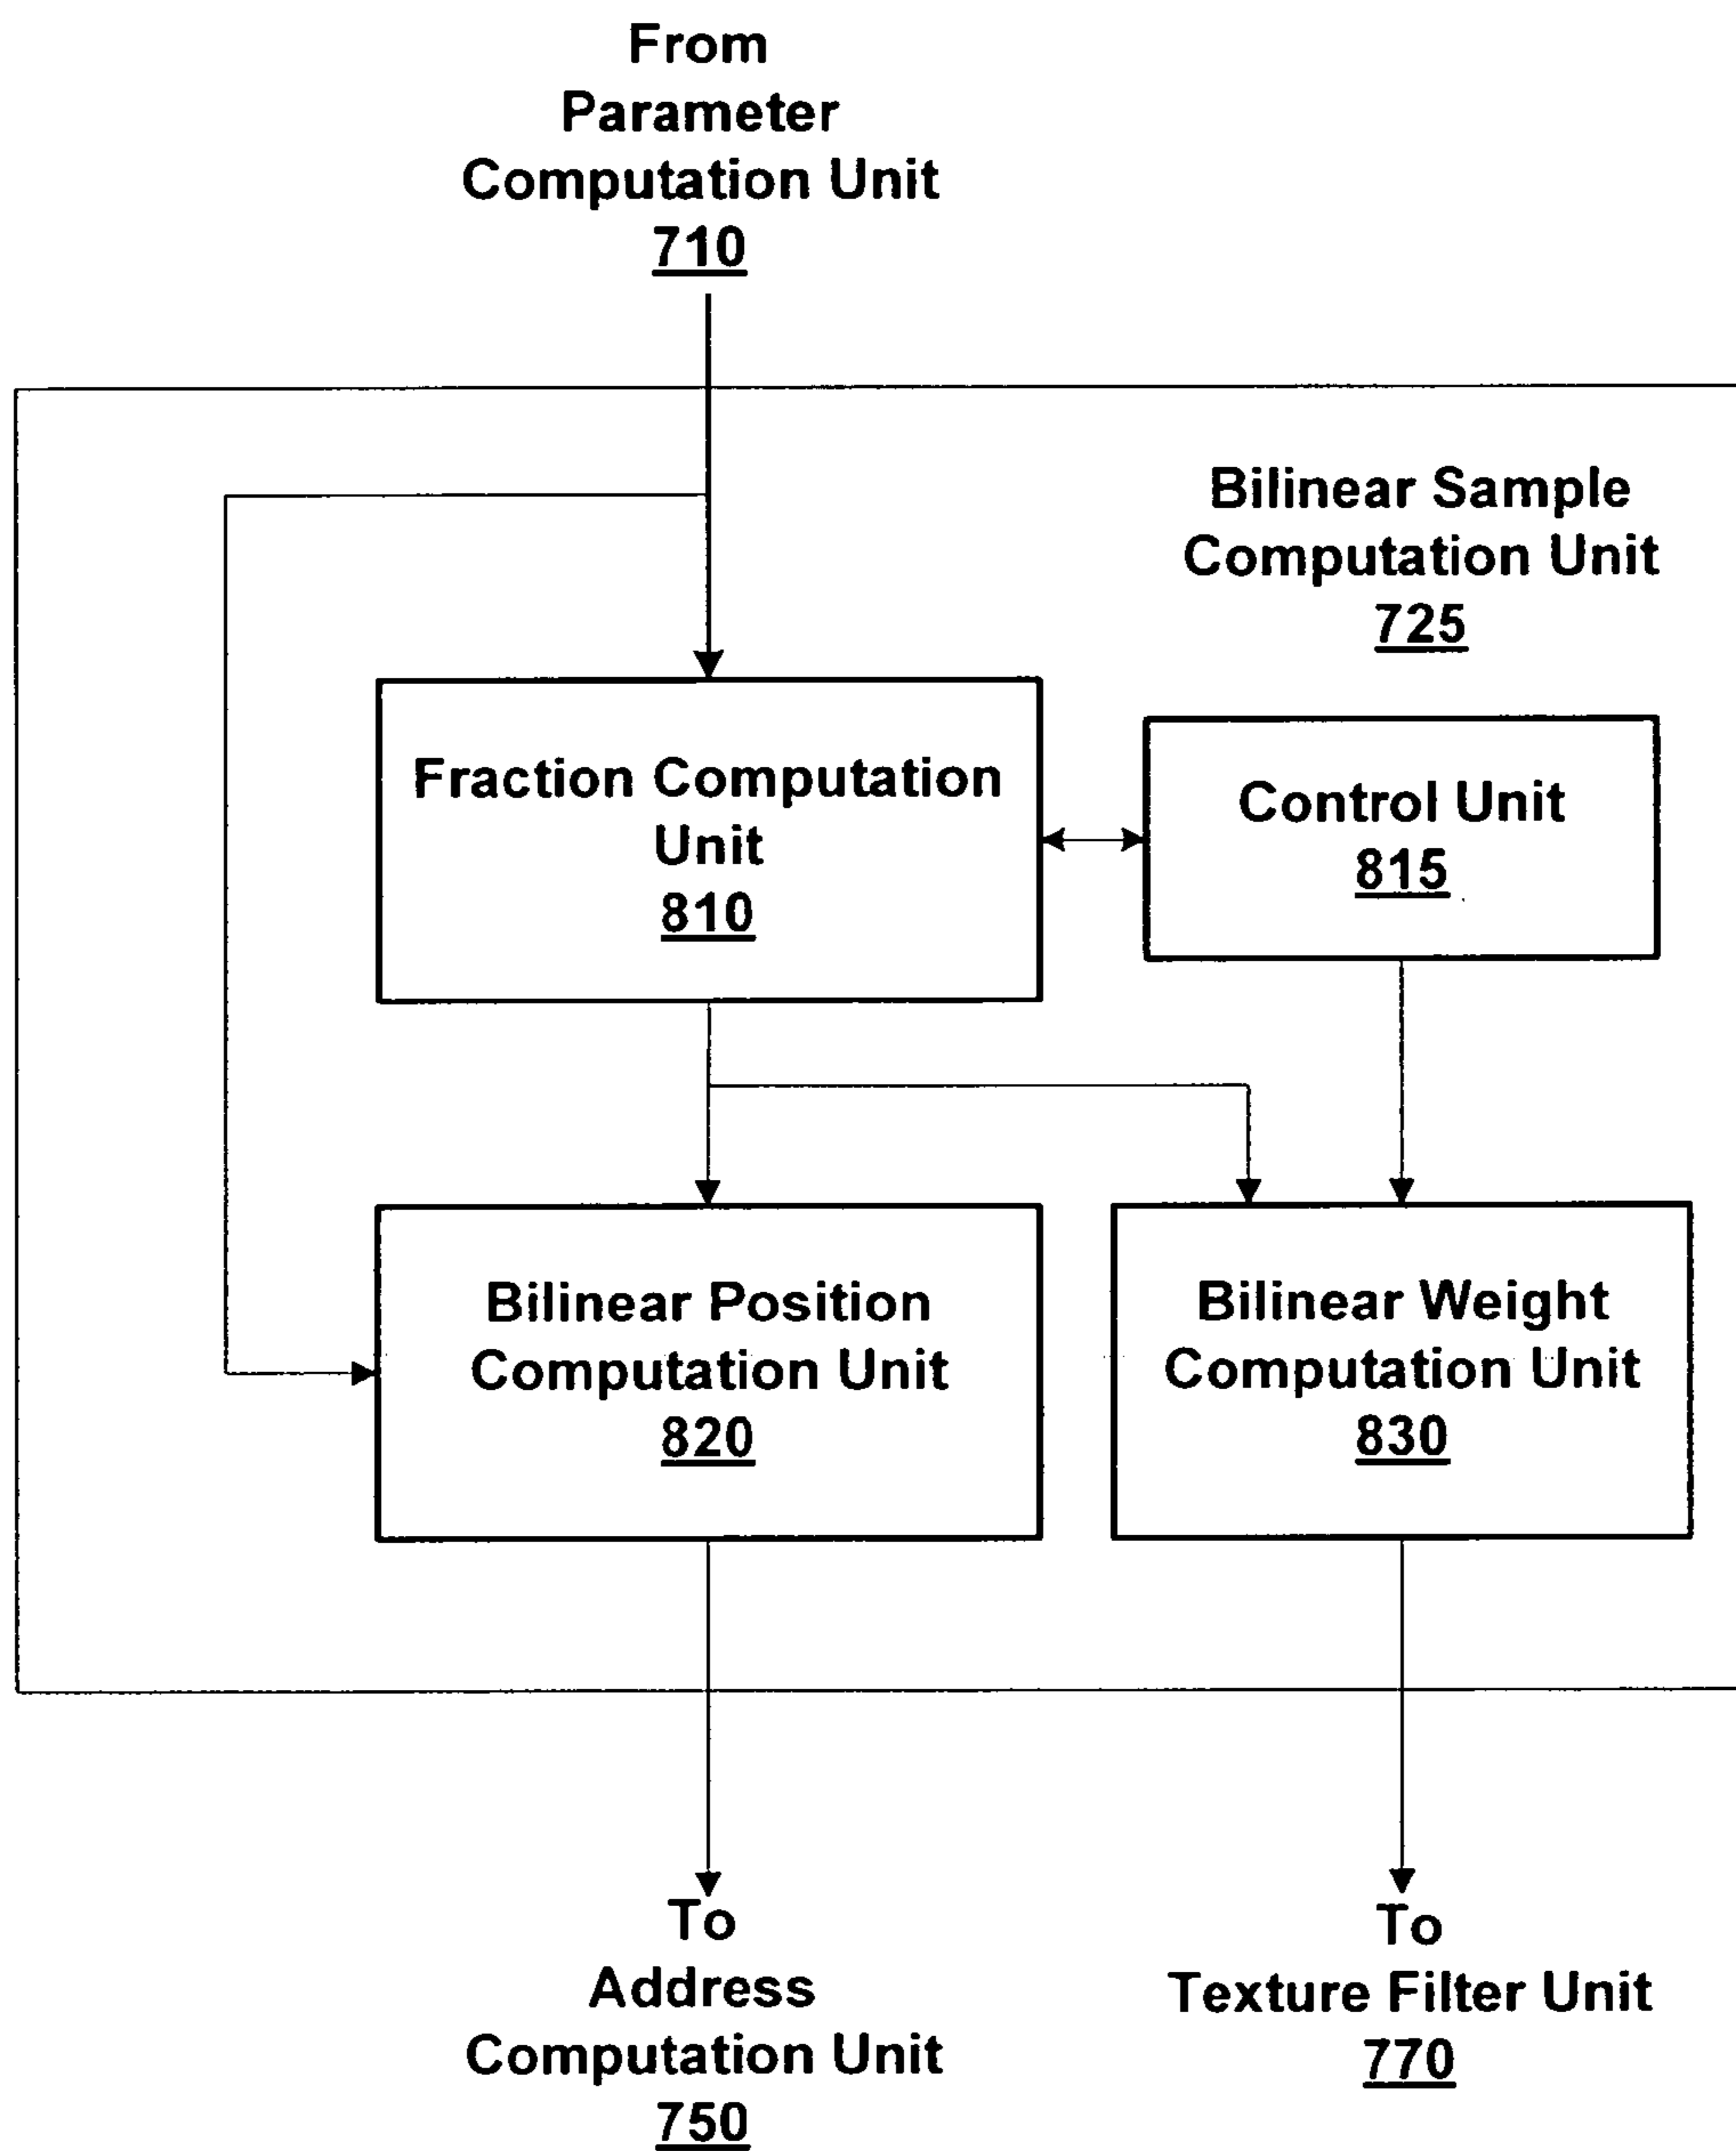 From
Parameter
Computation Unit
710
Bilinear Sample
Computation Unit
725
Fraction Computation
Unit
810
Control Unit
815
Bilinear Position
Computation Unit
820
Bilinear Weight
Computation Unit
830
To
Address
Computation Unit
750
To
Texture Filter Unit
770